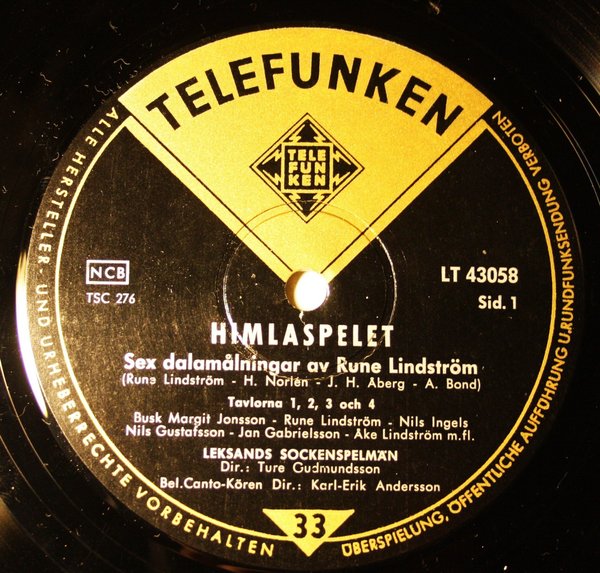 TELEFUNKEN
TELE
FUN
KEN
NCB
TSC 276
LT 43058
Sid. 1
HIMLASPELET
Sex dalamålningar av Rune Lindström
(Rune Lindström - H. Norlén - J. H. Åberg - A. Bond)
Tavlorna 1, 2, 3 och 4
Busk Margit Jonsson - Rune Lindström - Nils Ingels
Nils Gustafsson - Jan Gabrielsson - Åke Lindström m.fl.
LEKSANDS SOCKENSPELMÄN
Dir.: Ture Gudmundsson
Bel.Canto-Kören Dir.: Karl-Erik Andersson
33
ALLE HERSTELLER- UND URHEBERRECHTE VORBEHALTEN
ÜBERSPIELUNG, ÖFFENTLICHE AUFFÜHRUNG U.RUNDFUNKSENDUNG VERBOTEN